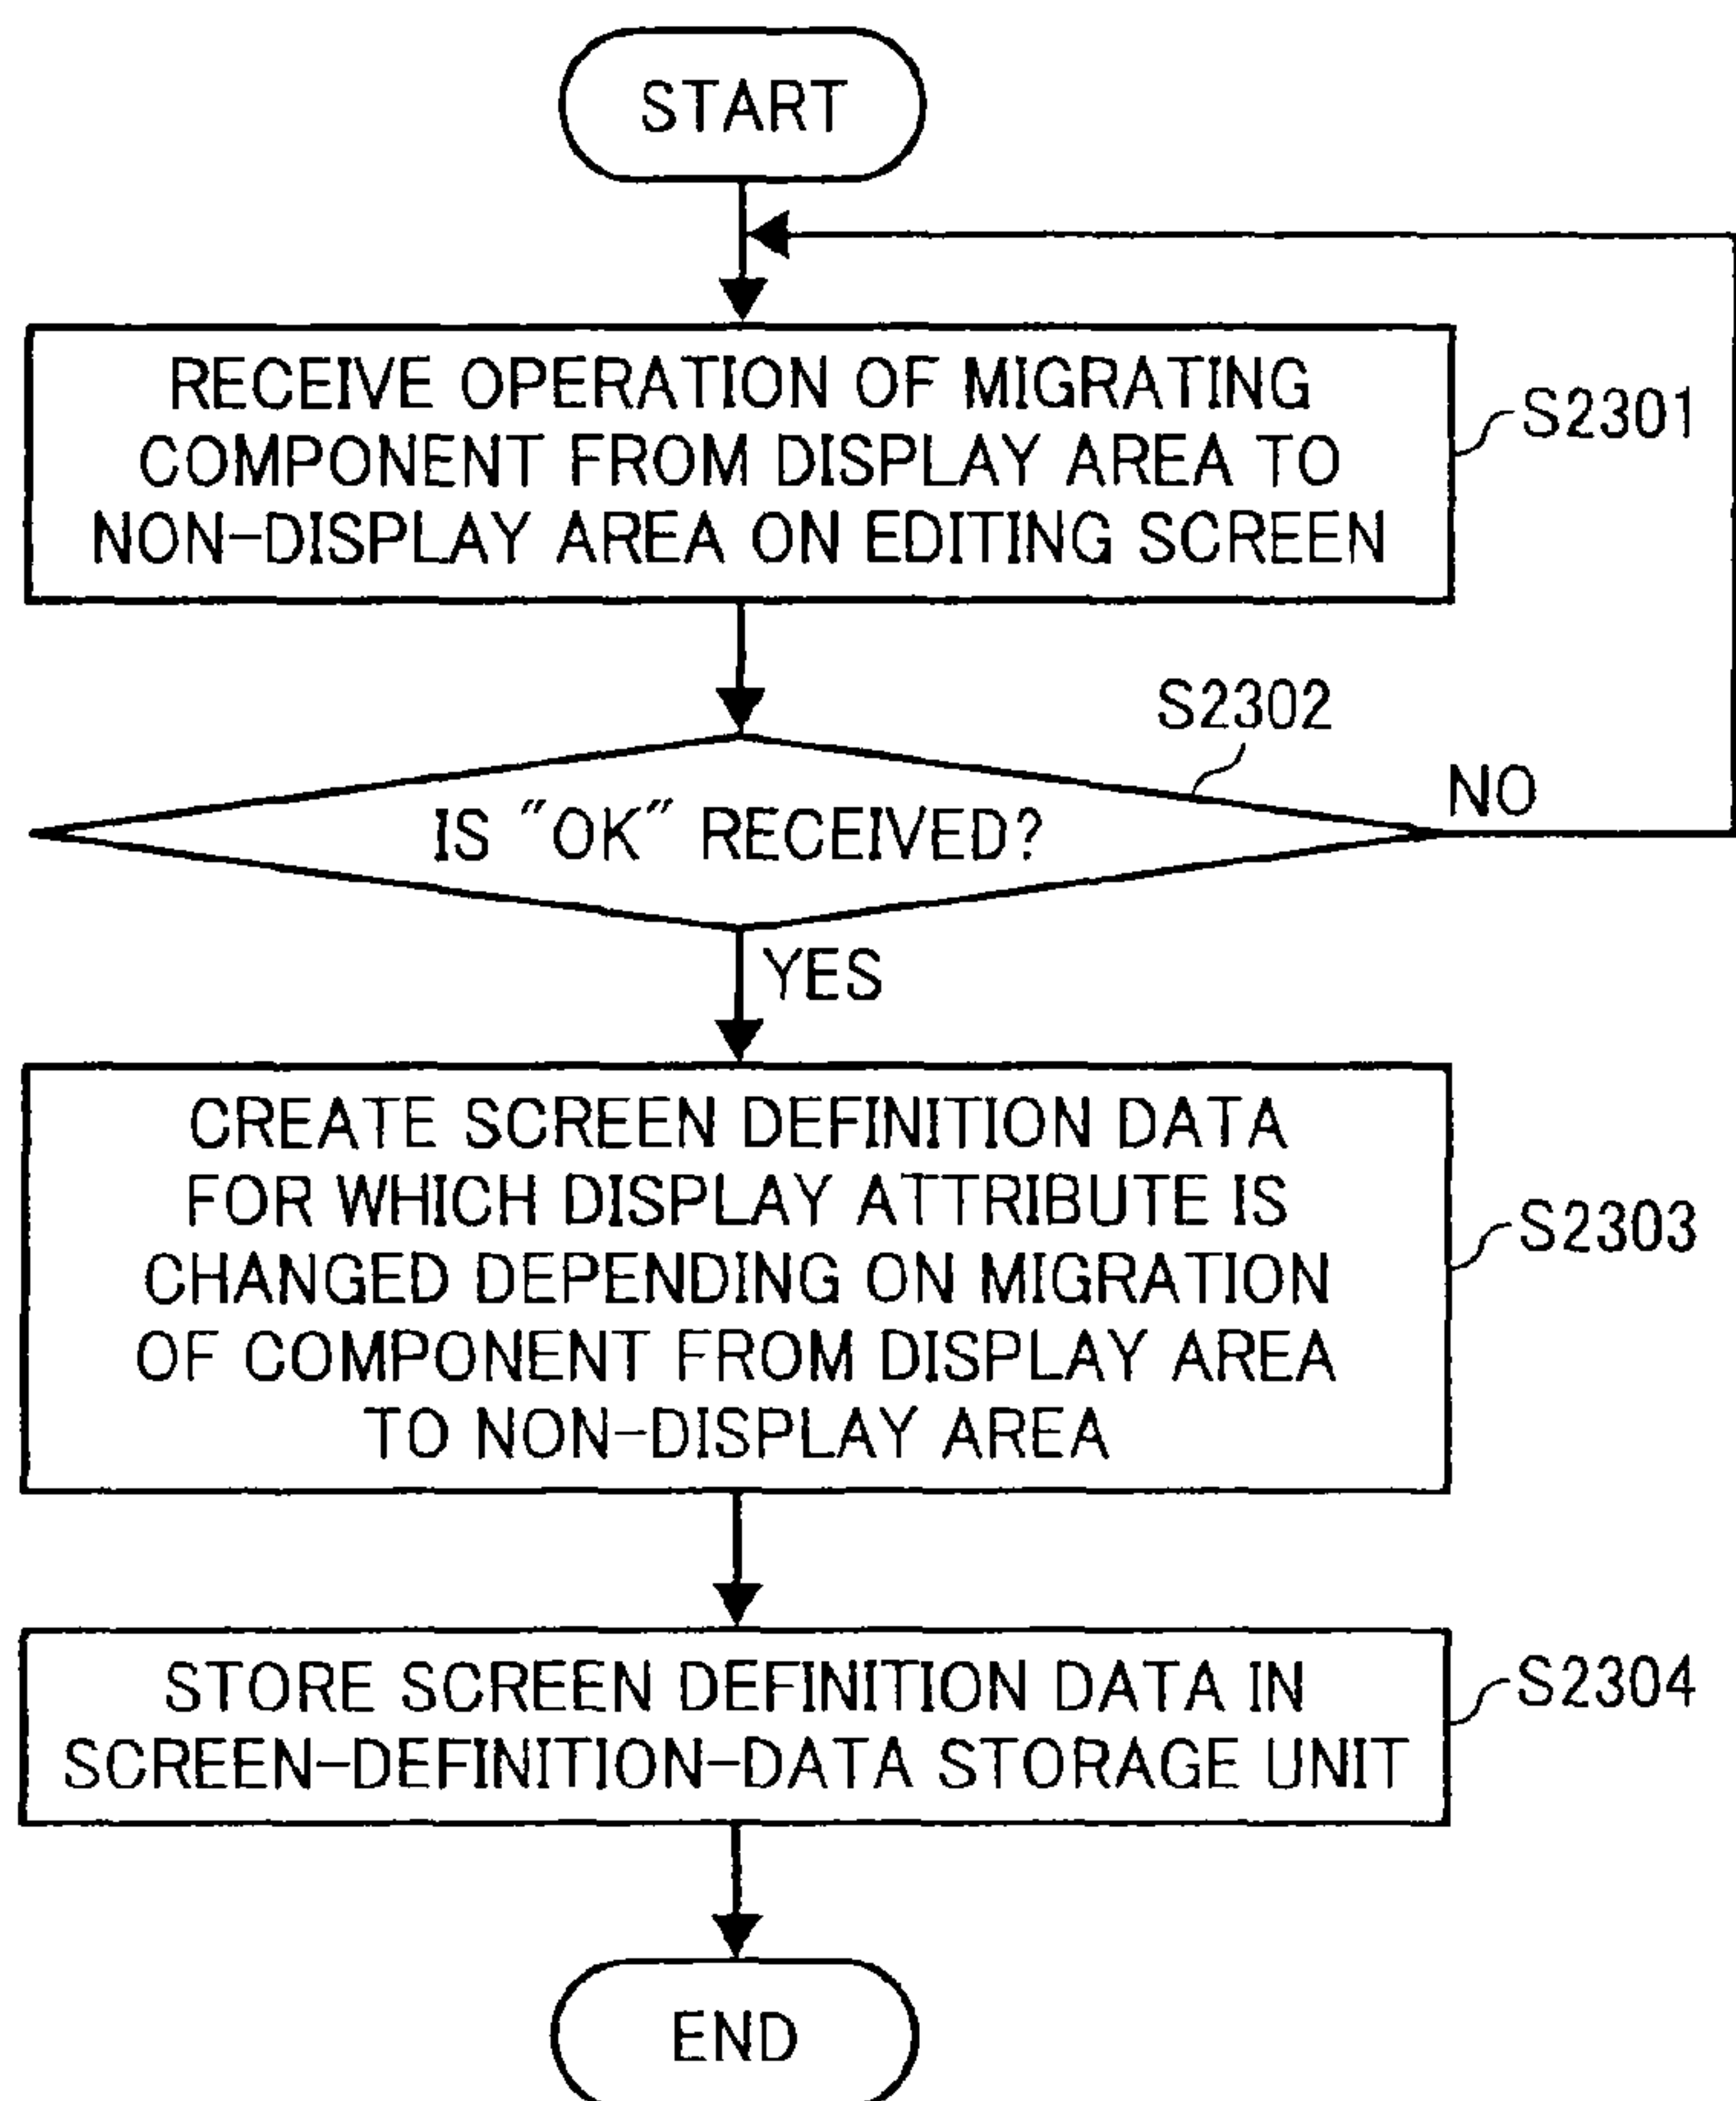 START
RECEIVE OPERATION OF MIGRATING
COMPONENT FROM DISPLAY AREA TO
NON-DISPLAY AREA ON EDITING SCREEN
S2301
S2302
IS "OK" RECEIVED?
NO
YES
CREATE SCREEN DEFINITION DATA
FOR WHICH DISPLAY ATTRIBUTE IS
CHANGED DEPENDING ON MIGRATION
OF COMPONENT FROM DISPLAY AREA
TO NON-DISPLAY AREA
S2303
STORE SCREEN DEFINITION DATA IN
SCREEN-DEFINITION-DATA STORAGE UNIT
S2304
END